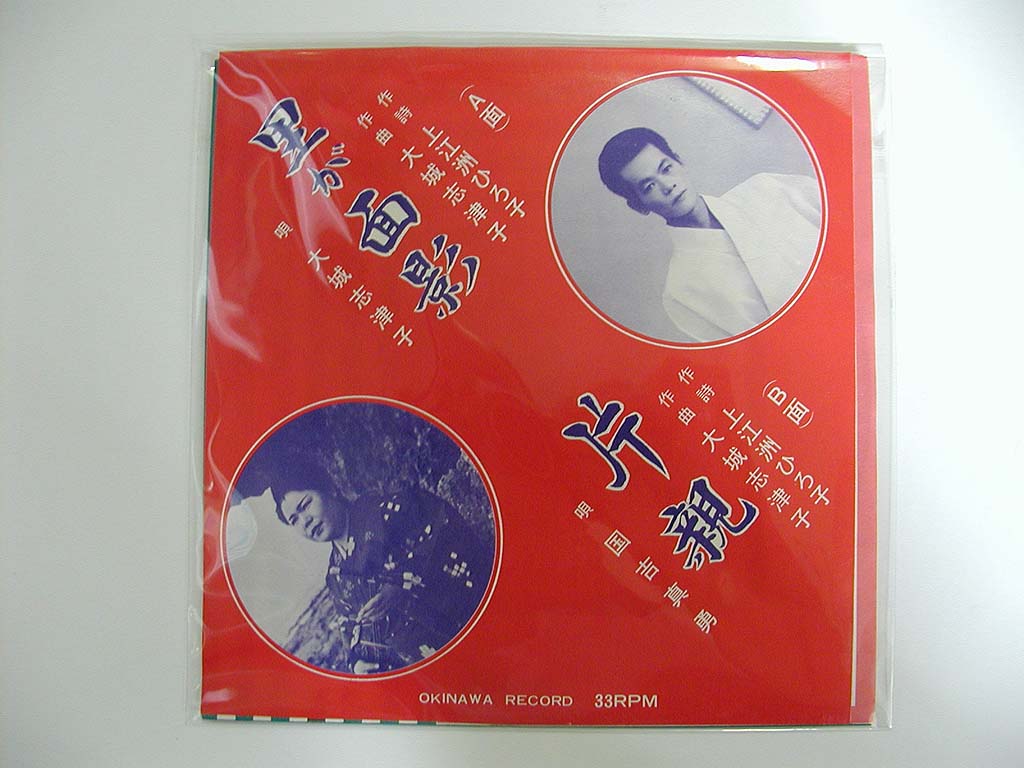 (A面)
作詩 上江洲ひろ子
作曲 大城志津子
里が面影
唄 大城志津子
(B面)
作詩 上江洲ひろ子
作曲 大城志津子
片親
唄 国吉真勇
OKINAWA RECORD 33RPM